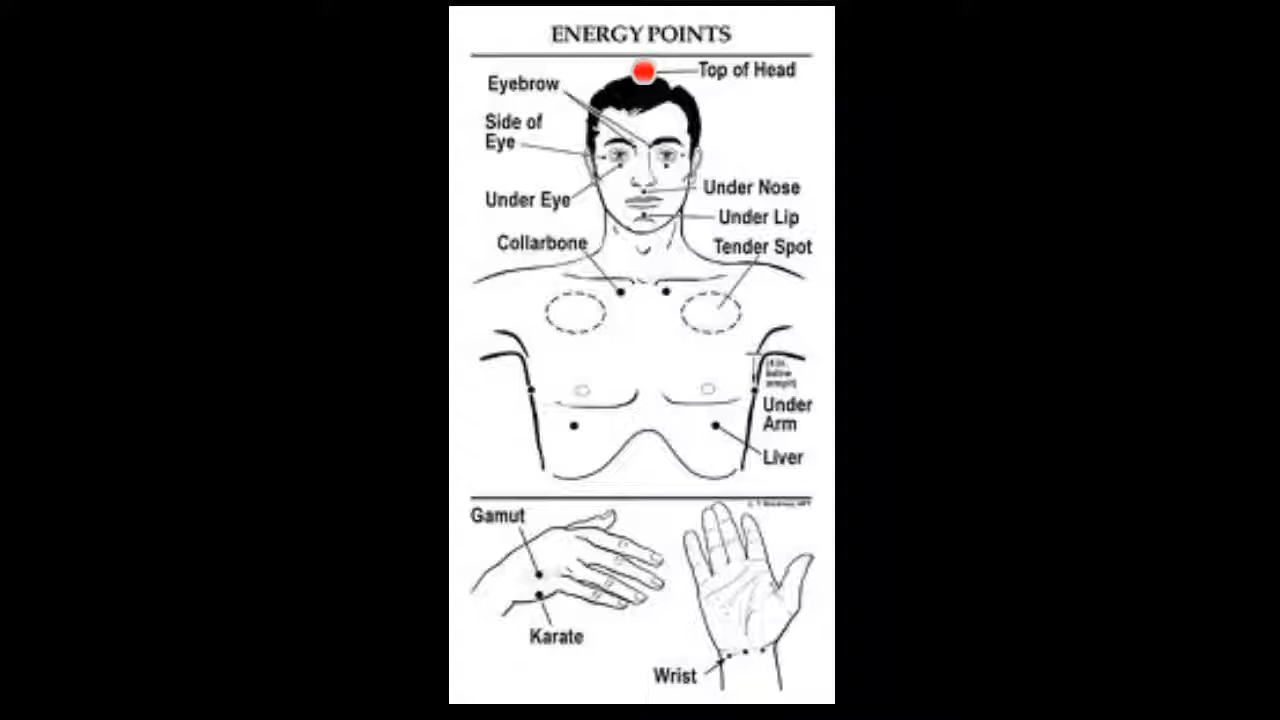 ENERGY POINTS
Top of Head
Eyebrow
Side of
Eye
Under Eye
Under Nose
Under Lip
Collarbone
Tender Spot
below
Under
Arm
Liver
Gamut
Karate
Wrist